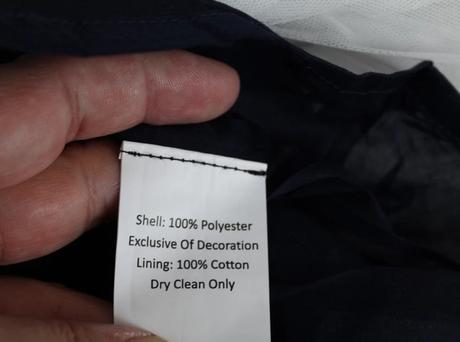 Shell: 100% Polyester
Exclusive Of Decoration
Lining: 100% Cotton
Dry Clean Only